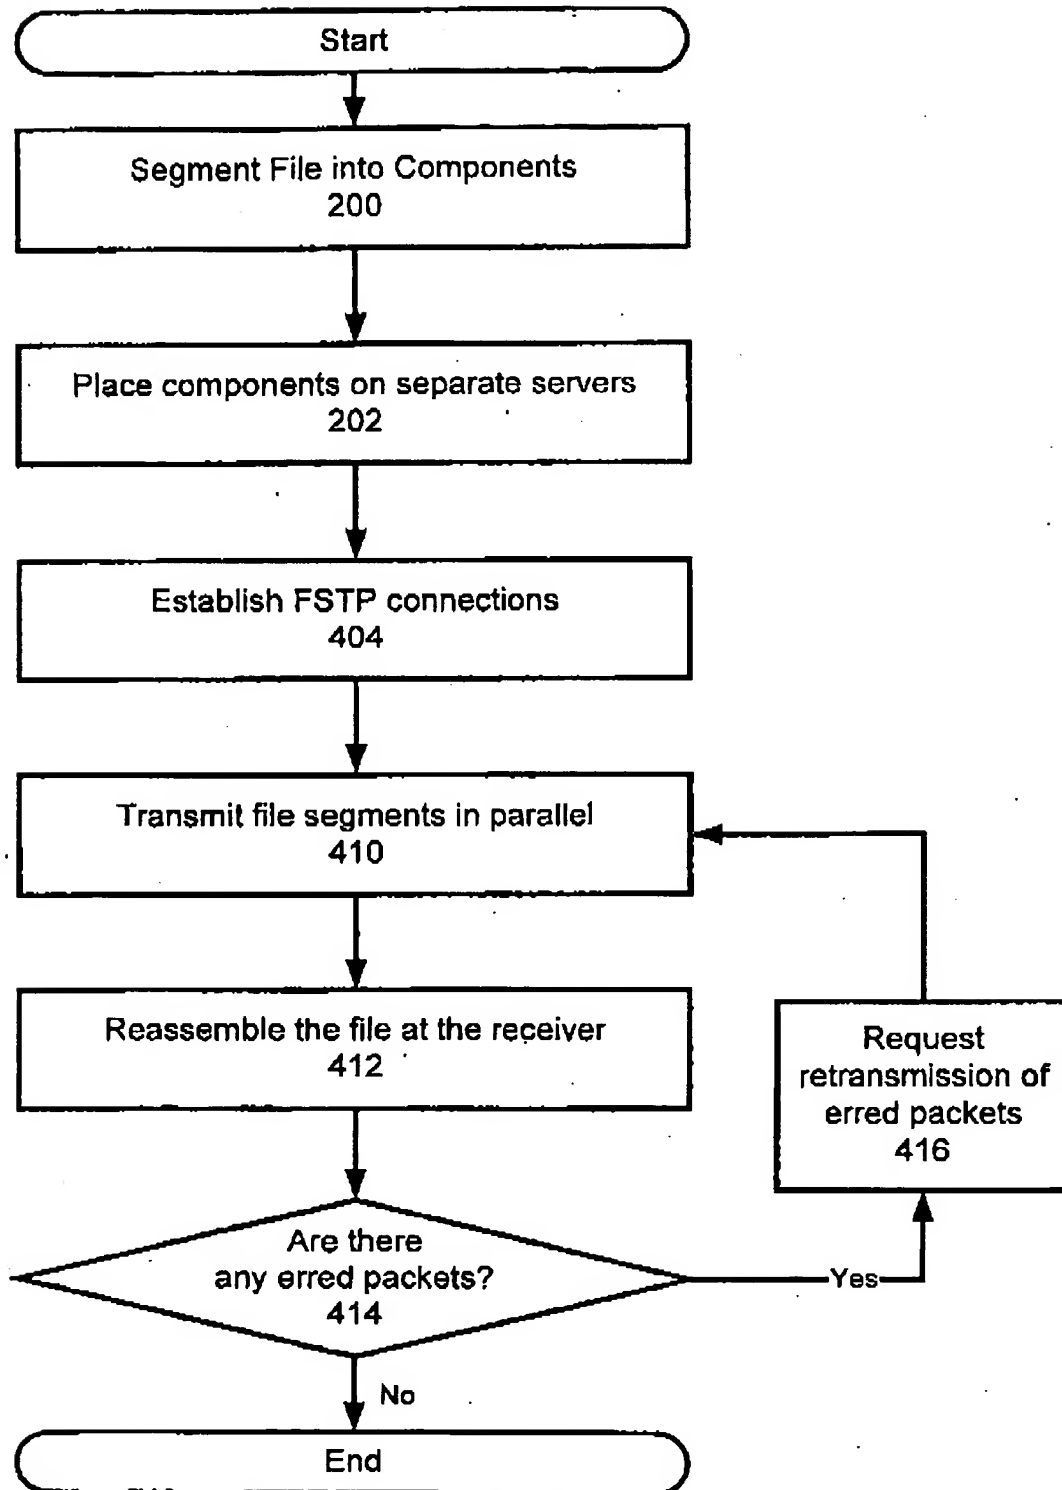 Start
Segment File into Components
200
Place components on separate servers
202
Establish FSTP connections
404
Transmit file segments in parallel
410
Reassemble the file at the receiver
412
Request
retransmission of
erred packets
416
Are there
any erred packets?
414
Yes
No
End